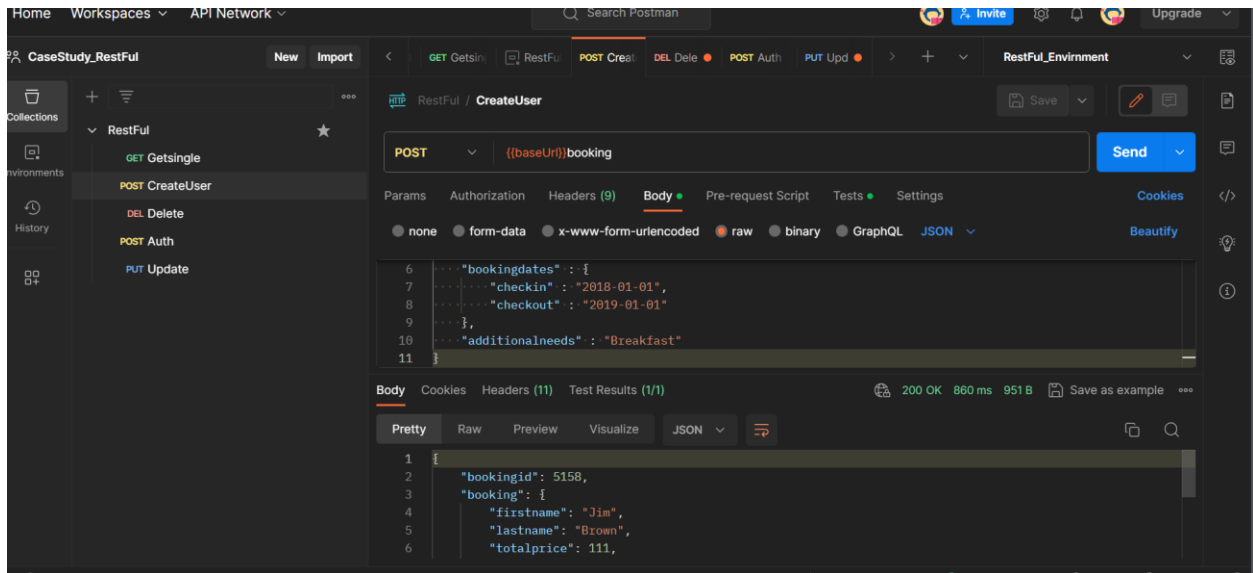 Home Workspaces API Network Search Postman Invite Upgrade
CaseStudy_RestFul New Import GET Getsin RestFu POST Creat DEL Dele POST Auth PUT Upd RestFul_Envirnment
Collections
Environments
History
RestFul
GET Getsingle
POST CreateUser
DEL Delete
POST Auth
PUT Update
HTTP RestFul / CreateUser Save
POST {{baseUrl}}booking Send
Params Authorization Headers (9) Body Pre-request Script Tests Settings Cookies
none form-data x-www-form-urlencoded raw binary GraphQL JSON Beautify
6 "bookingdates" : {
7 "checkin" : "2018-01-01",
8 "checkout" : "2019-01-01"
9 },
10 "additionalneeds" : "Breakfast"
11 }
Body Cookies Headers (11) Test Results (1/1) 200 OK 860 ms 951 B Save as example
Pretty Raw Preview Visualize JSON
1 {
2 "bookingid": 5158,
3 "booking": {
4 "firstname": "Jim",
5 "lastname": "Brown",
6 "totalprice": 111,